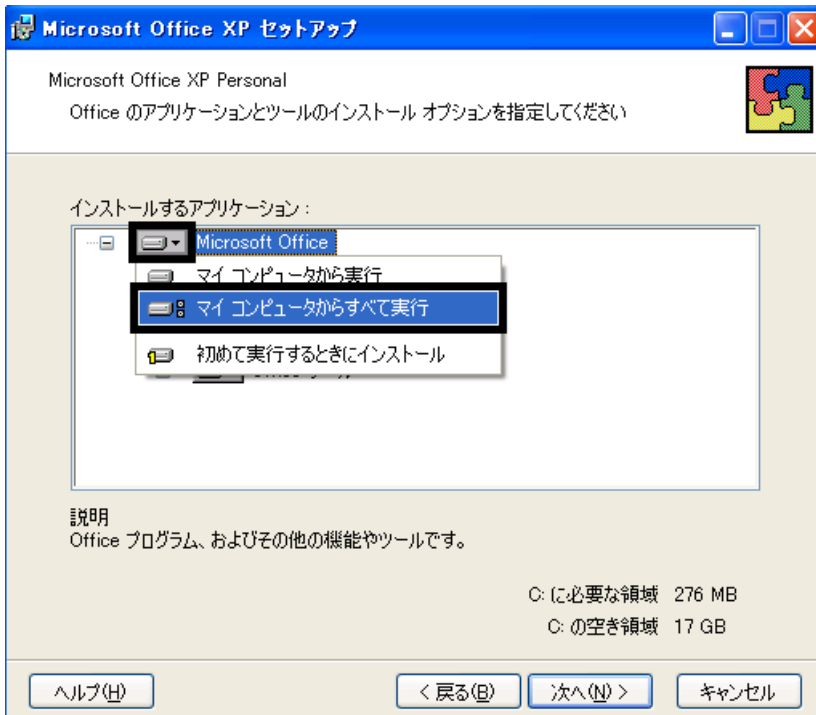 Microsoft Office XP セットアップ
Microsoft Office XP Personal
Office のアプリケーションとツールのインストール オプションを指定してください
インストールするアプリケーション :
Microsoft Office
マイ コンピュータから実行
マイ コンピュータからすべて実行
初めて実行するときにインストール
説明
Office プログラム、およびその他の機能やツールです。
C: に必要な領域 276 MB
C: の空き領域 17 GB
ヘルプ(H) < 戻る(B) 次へ(N) > キャンセル